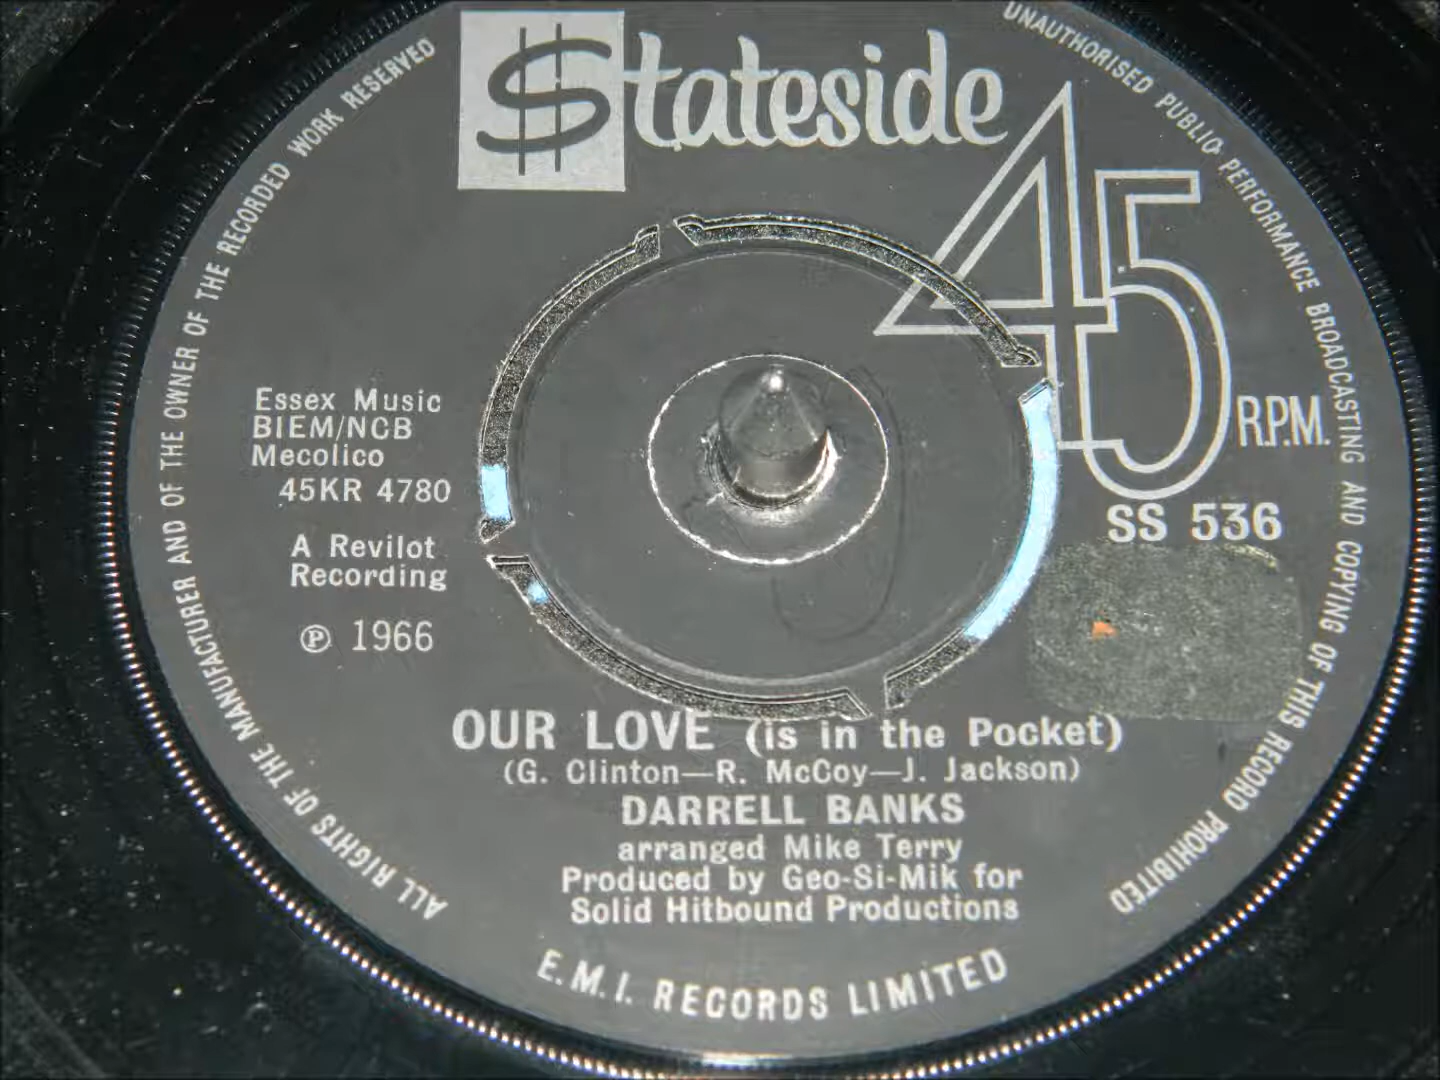 $tateside
45
R.P.M.
SS 536
Essex Music
BIEM/NCB
Mecolico
45KR 4780
A Revilot
Recording
℗ 1966
OUR LOVE (is in the Pocket)
(G. Clinton—R. McCoy—J. Jackson)
DARRELL BANKS
arranged Mike Terry
Produced by Geo-Si-Mik for
Solid Hitbound Productions
E.M.I. RECORDS LIMITED
ALL RIGHTS OF THE MANUFACTURER AND OF THE OWNER OF THE RECORDED WORK RESERVED
UNAUTHORISED PUBLIC PERFORMANCE BROADCASTING AND COPYING OF THIS RECORD PROHIBITED